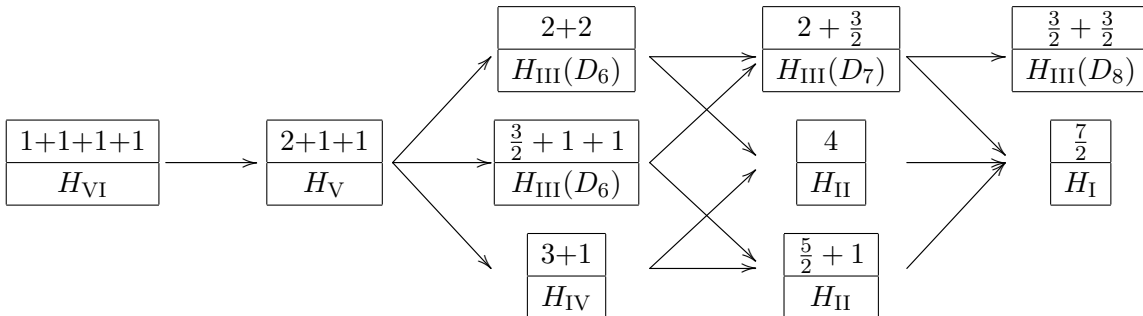 1+1+1+1
H_VI
2+1+1
H_V
2+2
H_III(D_6)
3/2 + 1 + 1
H_III(D_6)
3+1
H_IV
2 + 3/2
H_III(D_7)
4
H_II
5/2 + 1
H_II
3/2 + 3/2
H_III(D_8)
7/2
H_I